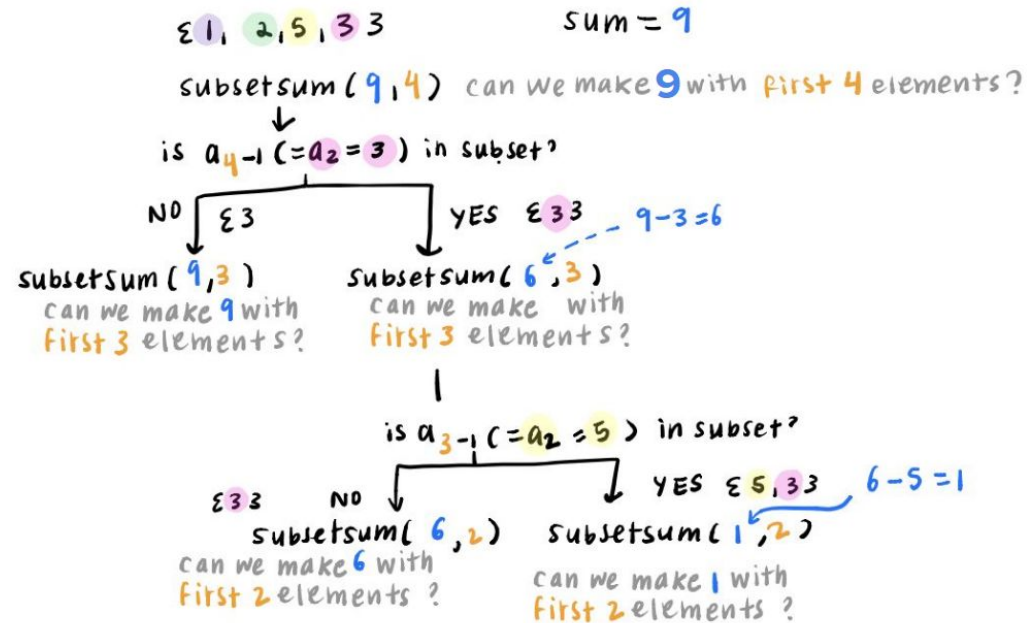 {1, 2, 5, 3}
sum = 9
subsetsum(9,4) can we make 9 with first 4 elements?
is a4-1 (=a2 = 3) in subset?
NO {}
YES {3}
9-3=6
subsetsum(9,3)
can we make 9 with
first 3 elements?
subsetsum(6,3)
can we make with
first 3 elements?
is a3-1 (=a2 = 5) in subset?
{3} NO
YES {5,3}
6-5=1
subsetsum(6,2)
can we make 6 with
first 2 elements ?
subsetsum(1,2)
can we make 1 with
first 2 elements ?